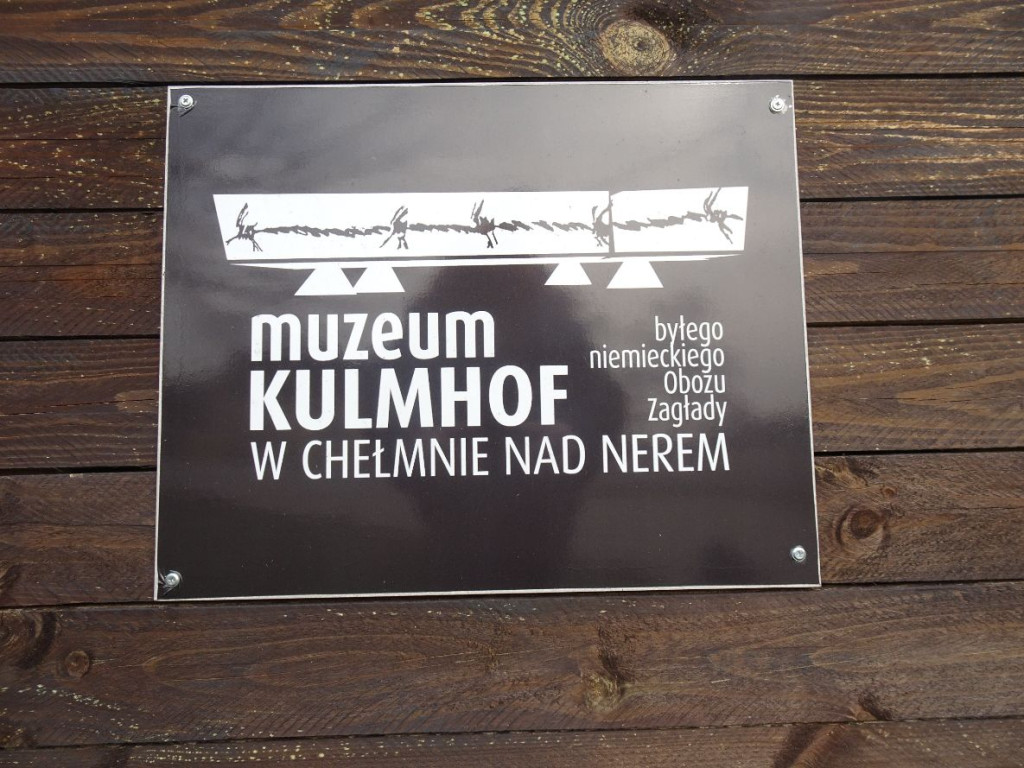 muzeum
KULMHOF
byłego
niemieckiego
Obozu
Zagłady
W CHEŁMNIE NAD NEREM